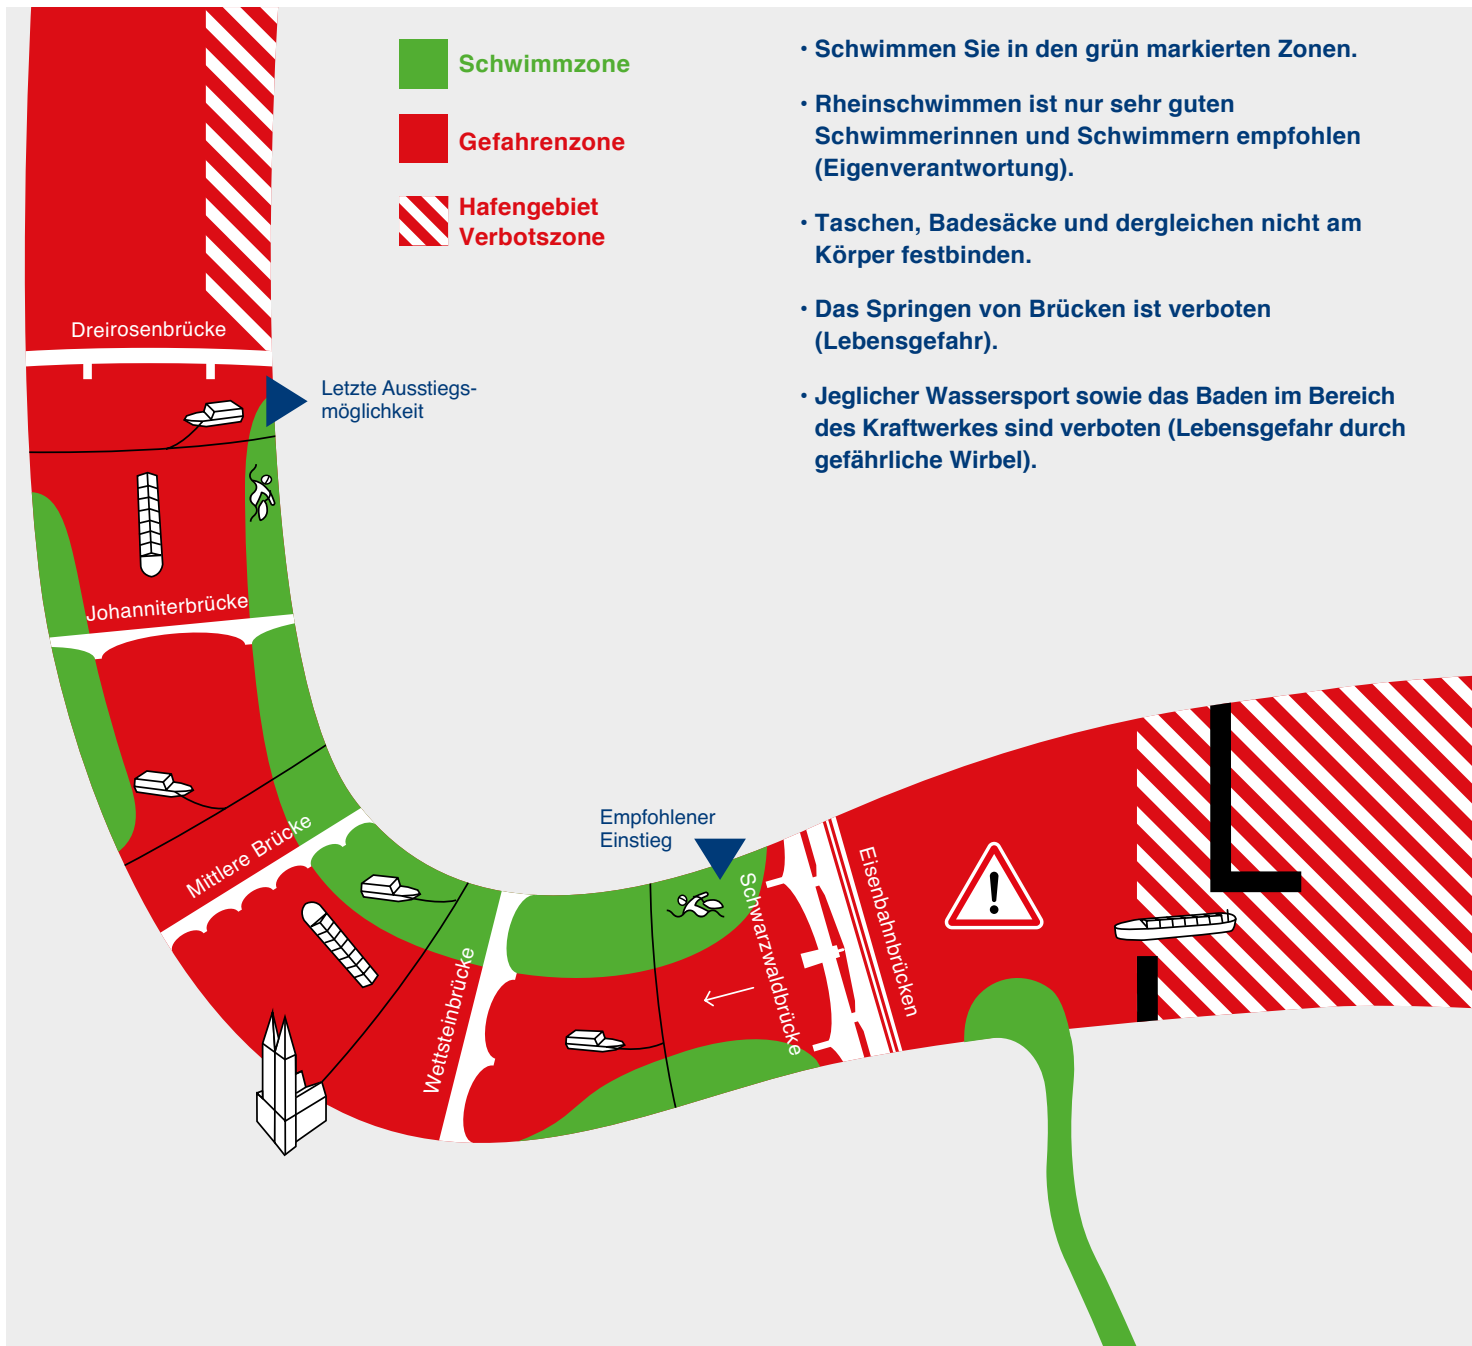 Schwimmzone
Gefahrenzone
Hafengebiet
Verbotszone
• Schwimmen Sie in den grün markierten Zonen.
• Rheinschwimmen ist nur sehr guten
Schwimmerinnen und Schwimmern empfohlen
(Eigenverantwortung).
• Taschen, Badesäcke und dergleichen nicht am
Körper festbinden.
• Das Springen von Brücken ist verboten
(Lebensgefahr).
• Jeglicher Wassersport sowie das Baden im Bereich
des Kraftwerkes sind verboten (Lebensgefahr durch
gefährliche Wirbel).
Dreirosenbrücke
Letzte Ausstiegs-
möglichkeit
Johanniterbrücke
Mittlere Brücke
Wettsteinbrücke
Empfohlener
Einstieg
Schwarzwaldbrücke
Eisenbahnbrücken
!